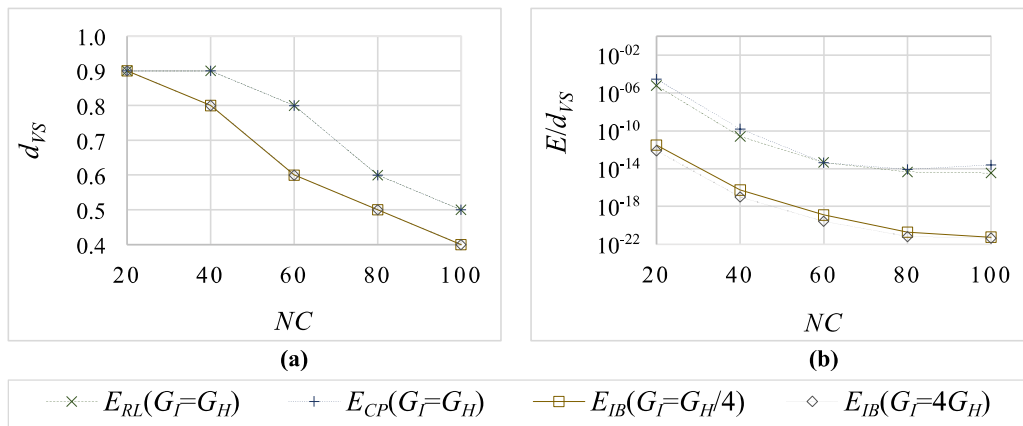 1.0
0.9
0.8
0.7
0.6
0.5
0.4
d_VS
20 40 60 80 100
NC
(a)
10^-02
10^-06
10^-10
10^-14
10^-18
10^-22
E/d_VS
20 40 60 80 100
NC
(b)
E_RL(G_I=G_H) E_CP(G_I=G_H) E_IB(G_I=G_H/4) E_IB(G_I=4G_H)